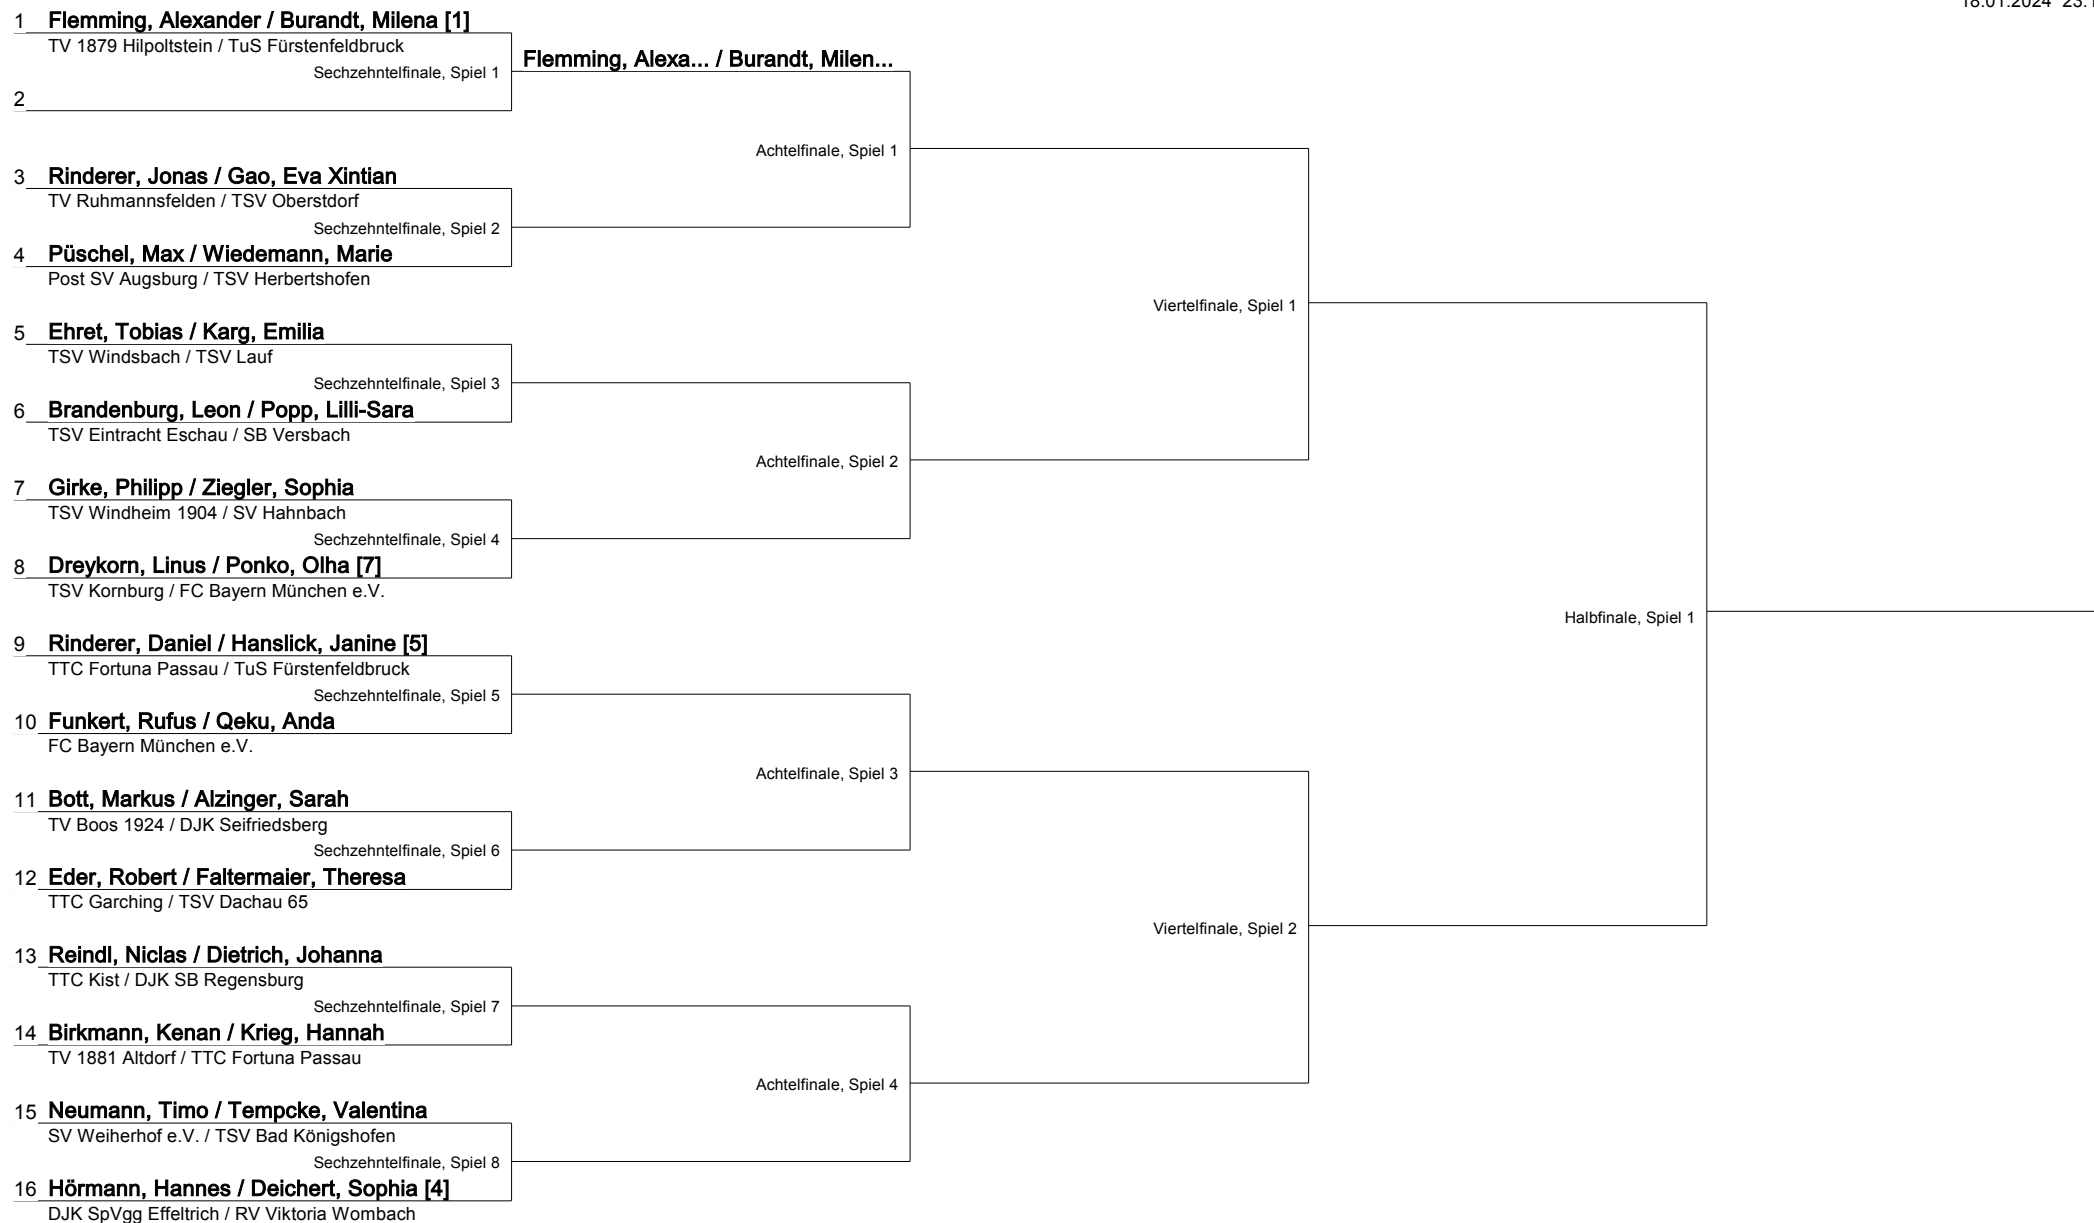 18.01.2024
1 Flemming, Alexander / Burandt, Milena [1]
TV 1879 Hilpoltstein / TuS Fürstenfeldbruck
Flemming, Alexa... / Burandt, Milen...
Sechzehntelfinale, Spiel 1
2
Achtelfinale, Spiel 1
3 Rinderer, Jonas / Gao, Eva Xintian
TV Ruhmannsfelden / TSV Oberstdorf
Sechzehntelfinale, Spiel 2
4 Püschel, Max / Wiedemann, Marie
Post SV Augsburg / TSV Herbertshofen
Viertelfinale, Spiel 1
5 Ehret, Tobias / Karg, Emilia
TSV Windsbach / TSV Lauf
Sechzehntelfinale, Spiel 3
6 Brandenburg, Leon / Popp, Lilli-Sara
TSV Eintracht Eschau / SB Versbach
Achtelfinale, Spiel 2
7 Girke, Philipp / Ziegler, Sophia
TSV Windheim 1904 / SV Hahnbach
Sechzehntelfinale, Spiel 4
8 Dreykorn, Linus / Ponko, Olha [7]
TSV Kornburg / FC Bayern München e.V.
Halbfinale, Spiel 1
9 Rinderer, Daniel / Hanslick, Janine [5]
TTC Fortuna Passau / TuS Fürstenfeldbruck
Sechzehntelfinale, Spiel 5
10 Funkert, Rufus / Qeku, Anda
FC Bayern München e.V.
Achtelfinale, Spiel 3
11 Bott, Markus / Alzinger, Sarah
TV Boos 1924 / DJK Seifriedsberg
Sechzehntelfinale, Spiel 6
12 Eder, Robert / Faltermaier, Theresa
TTC Garching / TSV Dachau 65
Viertelfinale, Spiel 2
13 Reindl, Niclas / Dietrich, Johanna
TTC Kist / DJK SB Regensburg
Sechzehntelfinale, Spiel 7
14 Birkmann, Kenan / Krieg, Hannah
TV 1881 Altdorf / TTC Fortuna Passau
Achtelfinale, Spiel 4
15 Neumann, Timo / Tempcke, Valentina
SV Weiherhof e.V. / TSV Bad Königshofen
Sechzehntelfinale, Spiel 8
16 Hörmann, Hannes / Deichert, Sophia [4]
DJK SpVgg Effeltrich / RV Viktoria Wombach